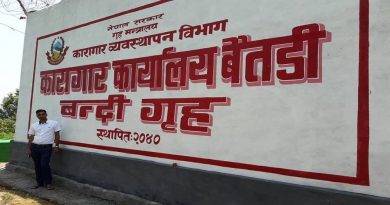 नेपाल सरकार
गृह मन्त्रालय
कारागार व्यवस्थापन विभाग
कारागार कार्यालय बैतडी
बन्दी गृह
स्थापितः२०४०